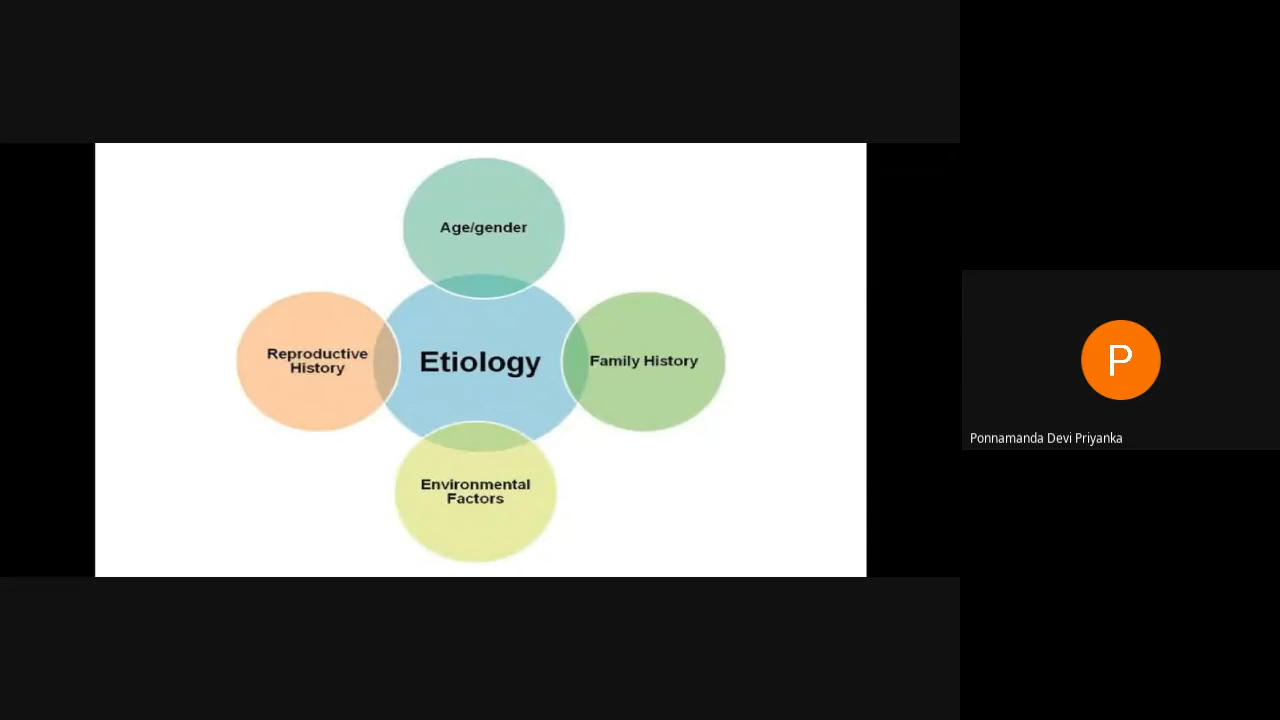 Age/gender
Reproductive
History
Etiology
Family History
Environmental
Factors
P
Ponnamanda Devi Priyanka